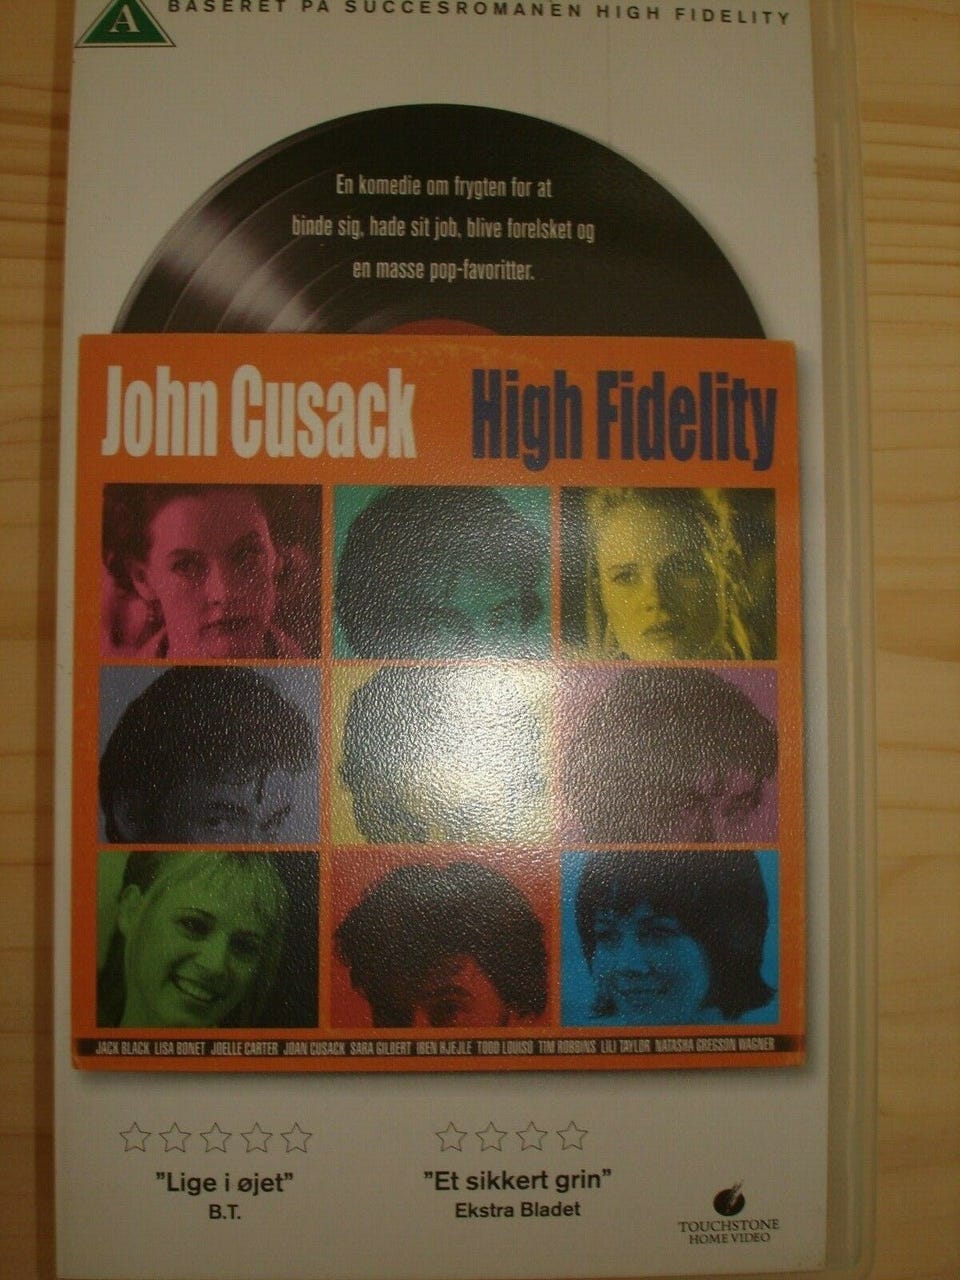 A
BASERET PÅ SUCCESROMANEN HIGH FIDELITY
En komedie om frygten for at
binde sig, hade sit job, blive forelsket og
en masse pop-favoritter.
John Cusack High Fidelity
JACK BLACK LISA BONET JOELLE CARTER JOAN CUSACK SARA GILBERT IBEN HJEJLE TODD LOUISO TIM ROBBINS LILI TAYLOR NATASHA GREGSON WAGNER
"Lige i øjet"
B.T.
"Et sikkert grin"
Ekstra Bladet
TOUCHSTONE
HOME VIDEO